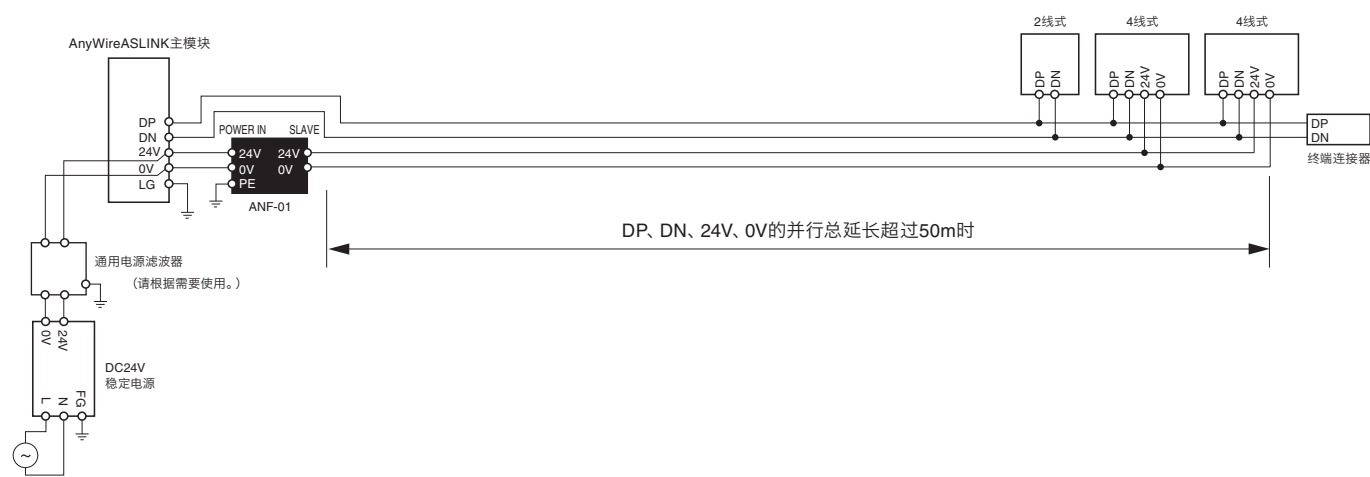 AnyWireASLINK主模块
DP
DN
24V
0V
LG
POWER IN SLAVE
24V 24V
0V 0V
PE
ANF-01
2线式
DP
DN
4线式
DP
DN
24V
0V
4线式
DP
DN
24V
0V
DP
DN
终端连接器
DP、DN、24V、0V的并行总延长超过50m时
通用电源滤波器
（请根据需要使用。）
0V
24V
DC24V
稳定电源
L
N
FG
~